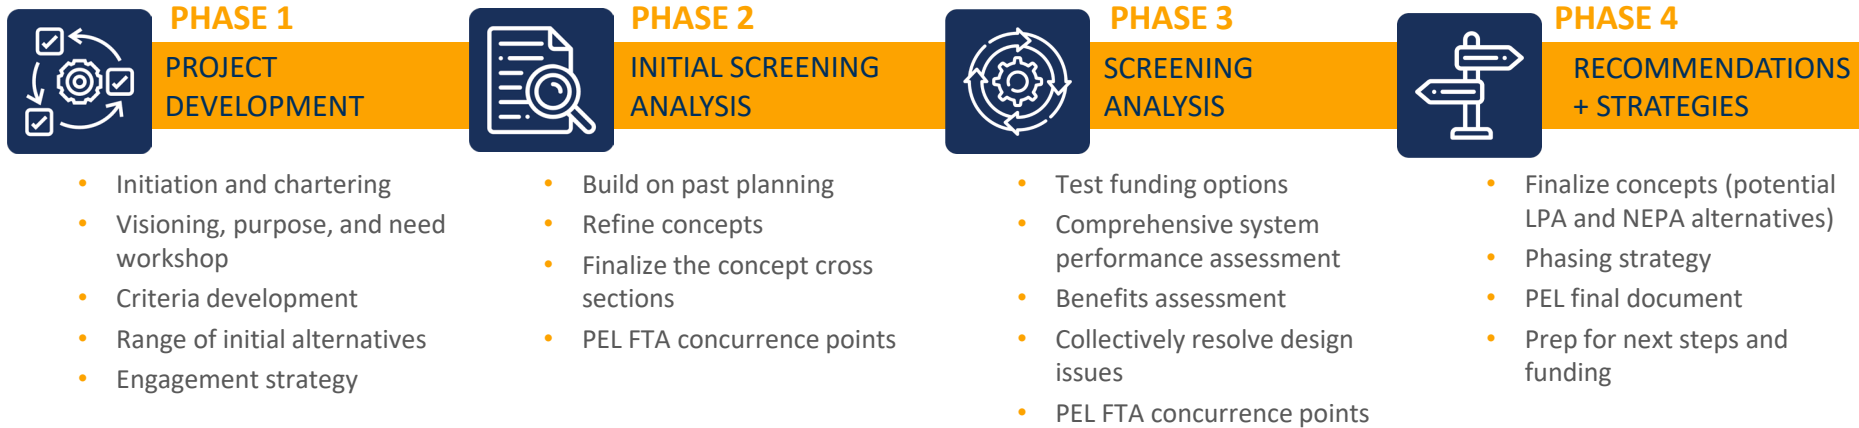 PHASE 1
PROJECT
DEVELOPMENT
• Initiation and chartering
• Visioning, purpose, and need
workshop
• Criteria development
• Range of initial alternatives
• Engagement strategy
PHASE 2
INITIAL SCREENING
ANALYSIS
• Build on past planning
• Refine concepts
• Finalize the concept cross
sections
• PEL FTA concurrence points
PHASE 3
SCREENING
ANALYSIS
• Test funding options
• Comprehensive system
performance assessment
• Benefits assessment
• Collectively resolve design
issues
• PEL FTA concurrence points
PHASE 4
RECOMMENDATIONS
+ STRATEGIES
• Finalize concepts (potential
LPA and NEPA alternatives)
• Phasing strategy
• PEL final document
• Prep for next steps and
funding